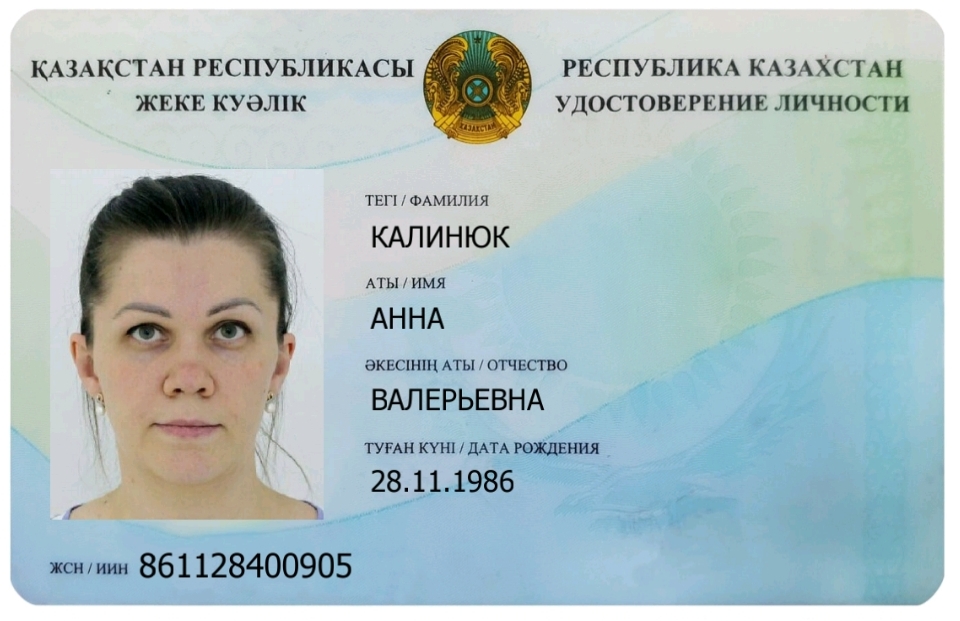 ҚАЗАҚСТАН РЕСПУБЛИКАСЫ
ЖЕКЕ КУӘЛІК
ҚАЗАҚСТАН
РЕСПУБЛИКА КАЗАХСТАН
УДОСТОВЕРЕНИЕ ЛИЧНОСТИ
ТЕГІ / ФАМИЛИЯ
КАЛИНЮК
АТЫ / ИМЯ
АННА
ӘКЕСІНІҢ АТЫ / ОТЧЕСТВО
ВАЛЕРЬЕВНА
ТУҒАН КҮНІ / ДАТА РОЖДЕНИЯ
28.11.1986
ЖСН / ИИН 861128400905